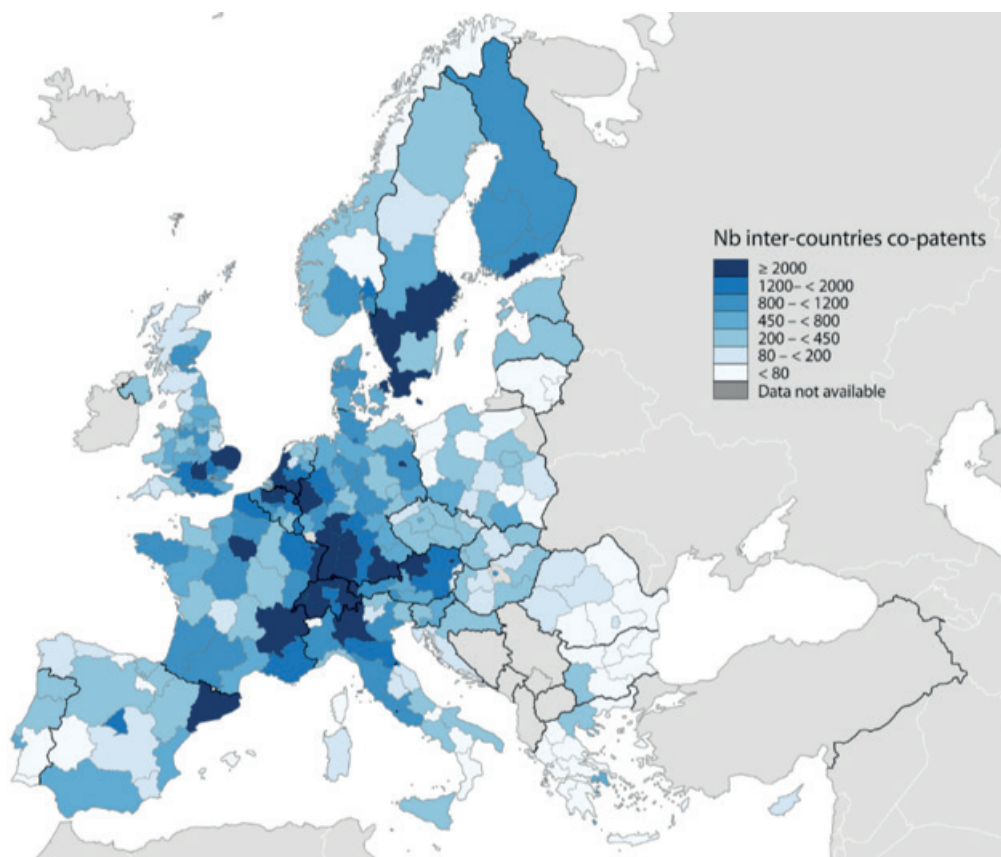 Nb inter-countries co-patents
≥ 2000
1200– < 2000
800 – < 1200
450 – < 800
200 – < 450
80 – < 200
< 80
Data not available